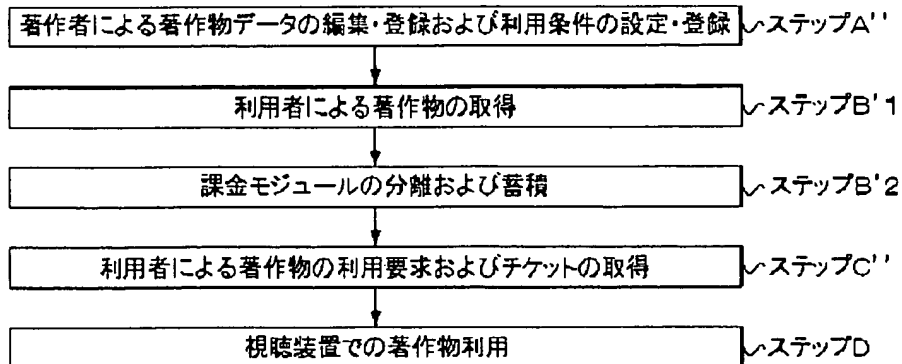 著作者による著作物データの編集・登録および利用条件の設定・登録 ステップA''
利用者による著作物の取得 ステップB'1
課金モジュールの分離および蓄積 ステップB'2
利用者による著作物の利用要求およびチケットの取得 ステップC''
視聴装置での著作物利用 ステップD